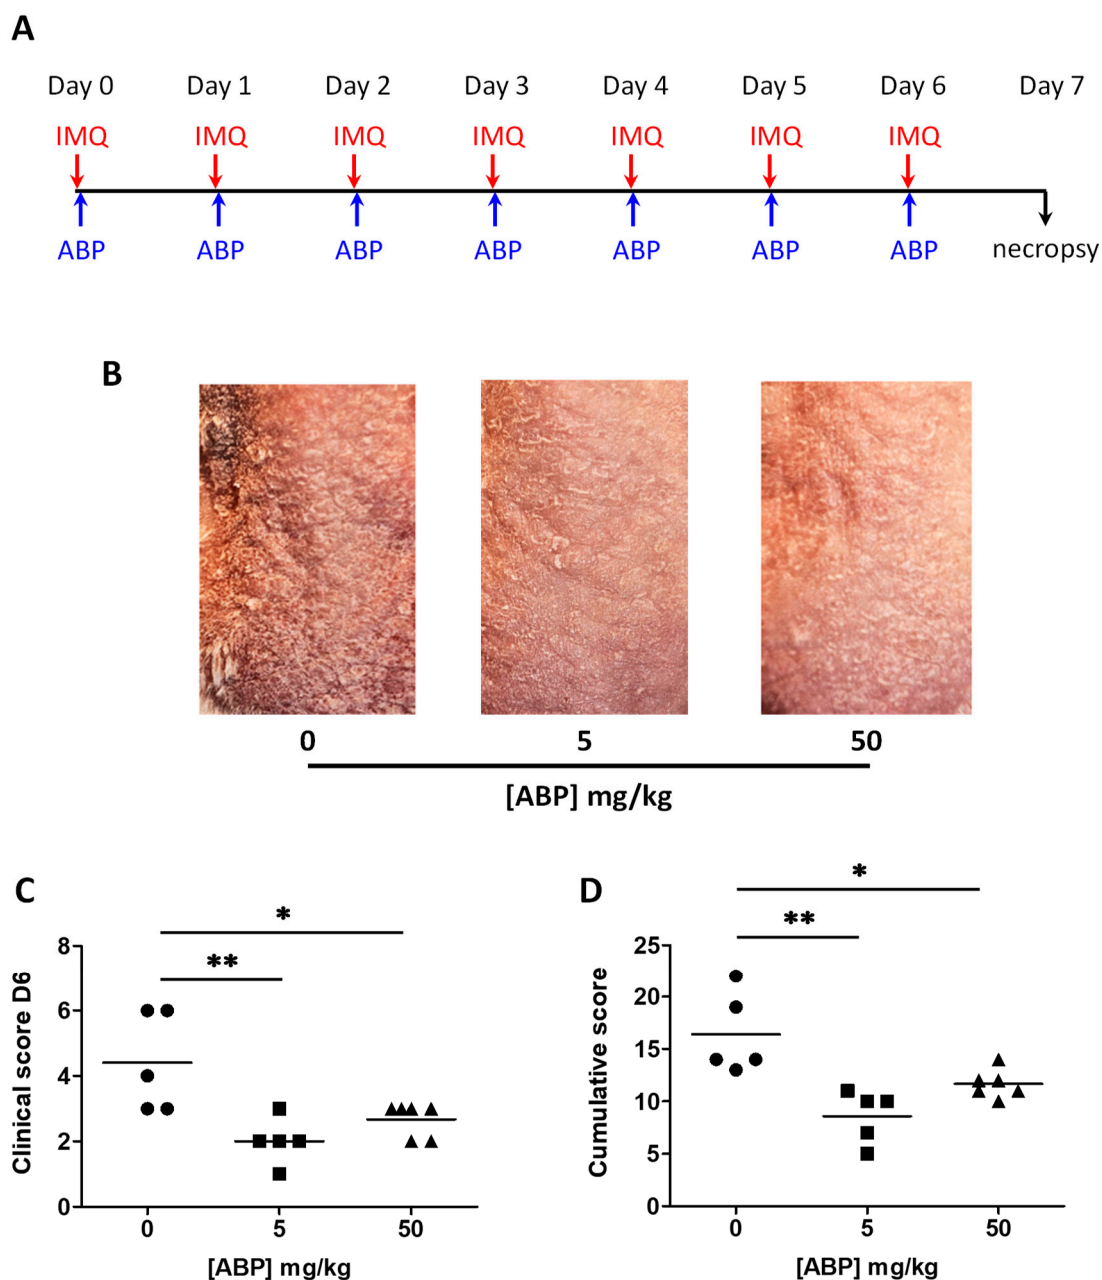 A
Day 0 Day 1 Day 2 Day 3 Day 4 Day 5 Day 6 Day 7
IMQ IMQ IMQ IMQ IMQ IMQ IMQ
ABP ABP ABP ABP ABP ABP ABP necropsy
B
0 5 50
[ABP] mg/kg
C
*
**
Clinical score D6
8
6
4
2
0
0 5 50
[ABP] mg/kg
D
*
**
Cumulative score
25
20
15
10
5
0
0 5 50
[ABP] mg/kg